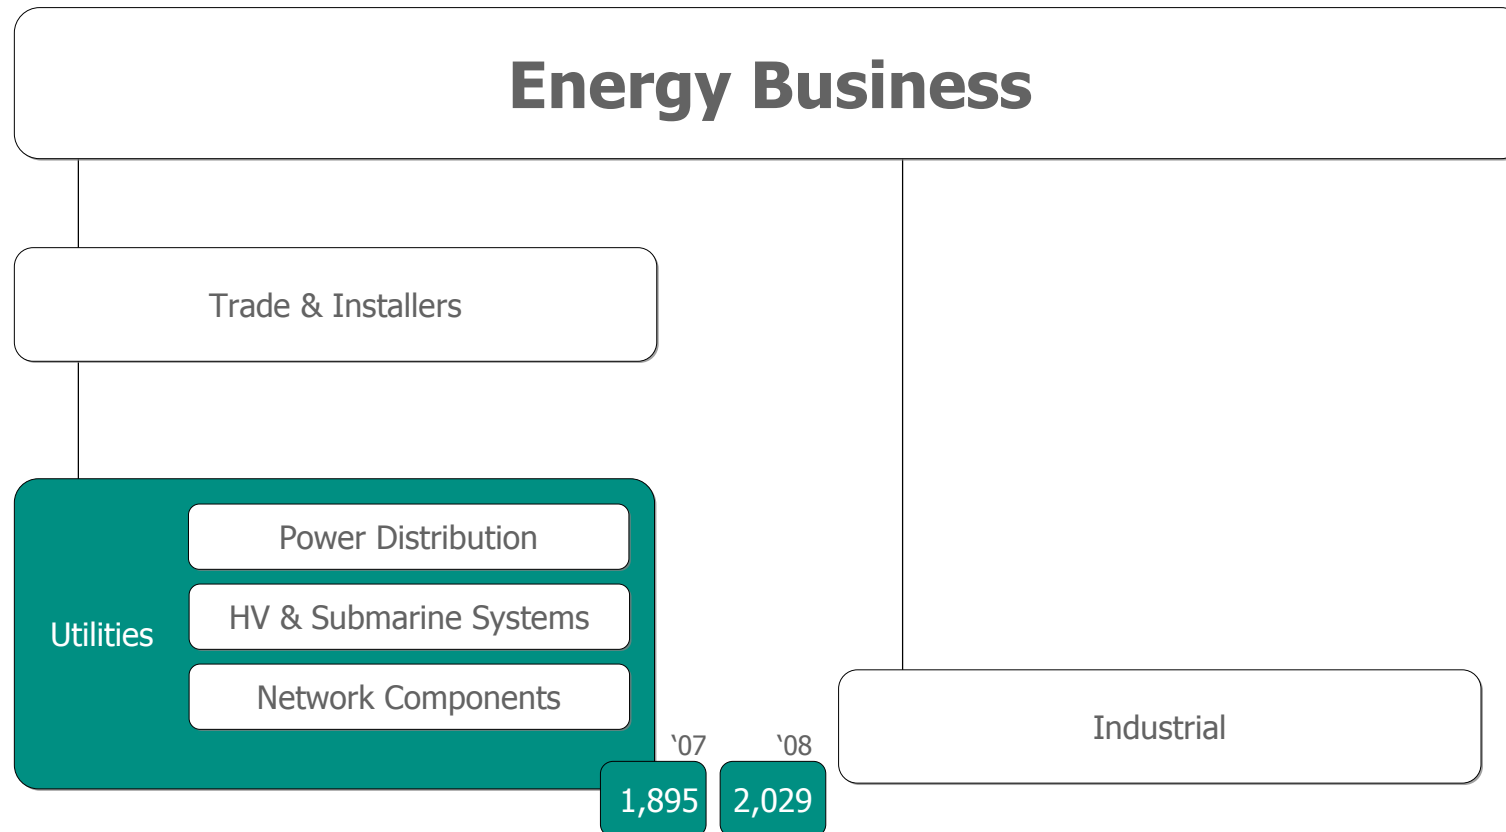 Energy Business
Trade & Installers
Utilities
Power Distribution
HV & Submarine Systems
Network Components
Industrial
‘07 ‘08
1,895 2,029